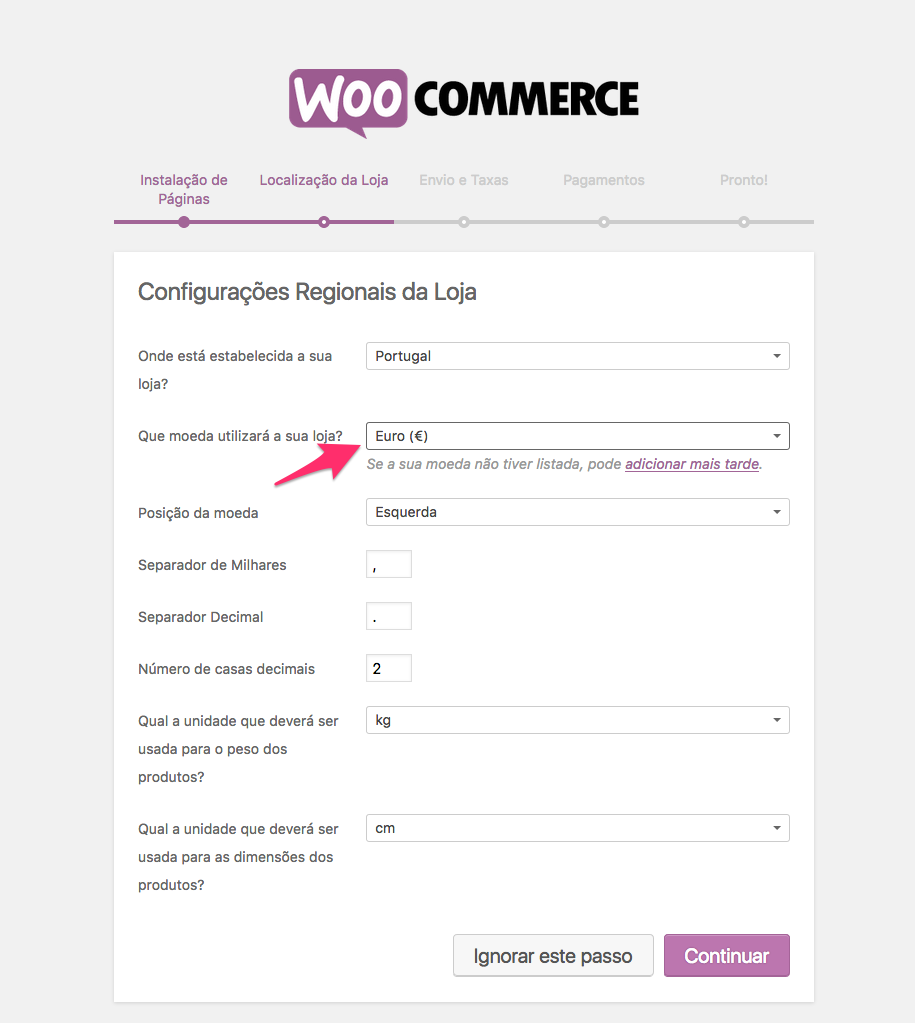 WOO COMMERCE
Instalação de
Páginas
Localização da Loja
Envio e Taxas
Pagamentos
Pronto!
Configurações Regionais da Loja
Onde está estabelecida a sua
loja?
Portugal
Que moeda utilizará a sua loja?
Euro (€)
Se a sua moeda não tiver listada, pode adicionar mais tarde.
Posição da moeda
Esquerda
Separador de Milhares
,
Separador Decimal
.
Número de casas decimais
2
Qual a unidade que deverá ser
usada para o peso dos
produtos?
kg
Qual a unidade que deverá ser
usada para as dimensões dos
produtos?
cm
Ignorar este passo
Continuar